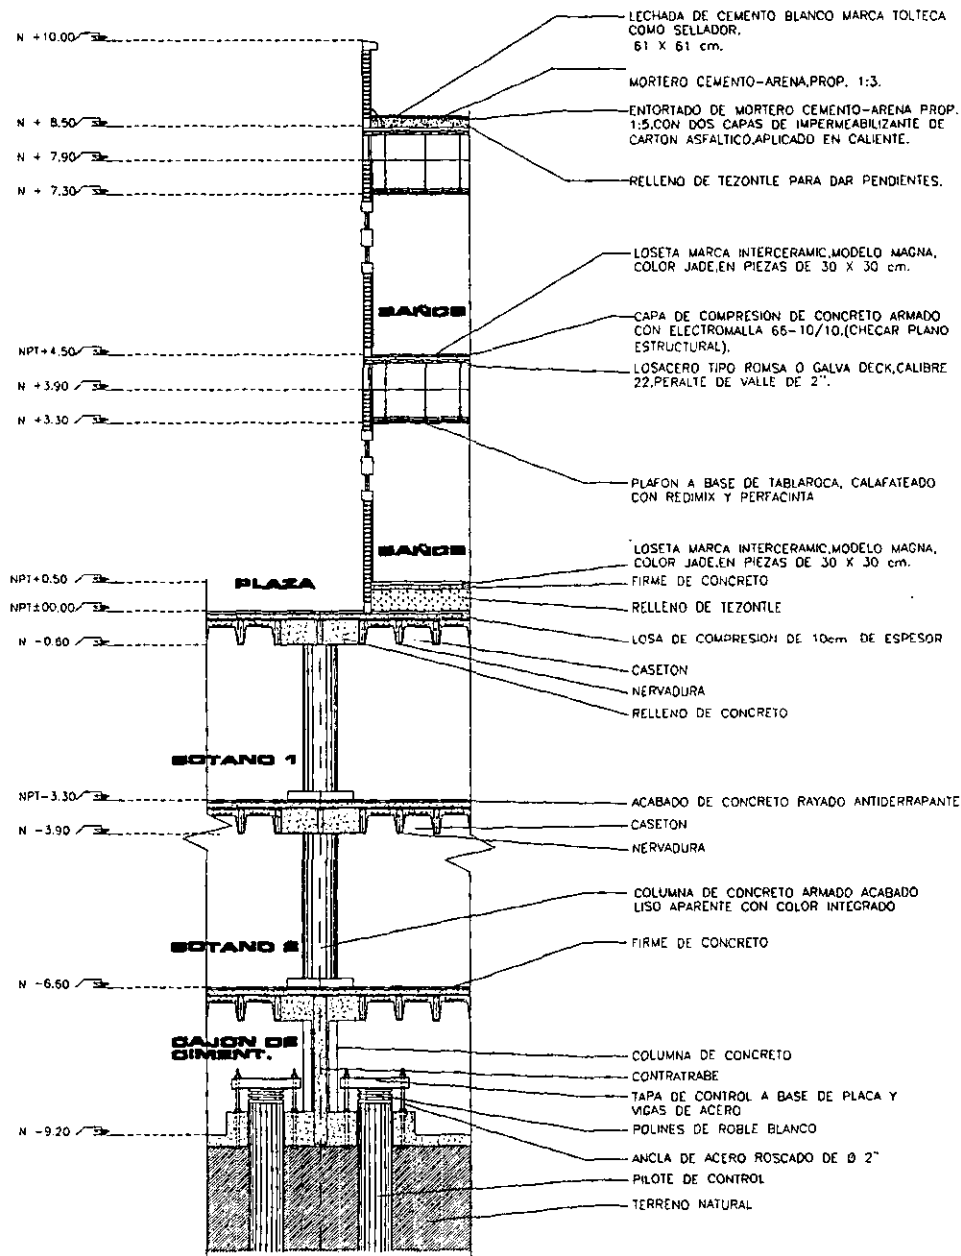 N +10.00
N + 8.50
N + 7.90
N + 7.30
NPT+4.50
N +3.90
N +3.30
NPT+0.50
NPT±00.00
N -0.60
NPT-3.30
N -3.90
N -6.60
N -9.20
BAÑOS
BAÑOS
PLAZA
SOTANO 1
SOTANO 2
CAJON DE
CIMENT.
LECHADA DE CEMENTO BLANCO MARCA TOLTECA
COMO SELLADOR.
61 X 61 cm.
MORTERO CEMENTO-ARENA,PROP. 1:3.
ENTORTADO DE MORTERO CEMENTO-ARENA PROP.
1:5,CON DOS CAPAS DE IMPERMEABILIZANTE DE
CARTON ASFALTICO,APLICADO EN CALIENTE.
RELLENO DE TEZONTLE PARA DAR PENDIENTES.
LOSETA MARCA INTERCERAMIC,MODELO MAGNA,
COLOR JADE,EN PIEZAS DE 30 X 30 cm.
CAPA DE COMPRESION DE CONCRETO ARMADO
CON ELECTROMALLA 66-10/10,(CHECAR PLANO
ESTRUCTURAL).
LOSACERO TIPO ROMSA O GALVA DECK,CALIBRE
22,PERALTE DE VALLE DE 2".
PLAFON A BASE DE TABLAROCA, CALAFATEADO
CON REDIMIX Y PERFACINTA
LOSETA MARCA INTERCERAMIC,MODELO MAGNA,
COLOR JADE,EN PIEZAS DE 30 X 30 cm.
FIRME DE CONCRETO
RELLENO DE TEZONTLE
LOSA DE COMPRESION DE 10cm DE ESPESOR
CASETON
NERVADURA
RELLENO DE CONCRETO
ACABADO DE CONCRETO RAYADO ANTIDERRAPANTE
CASETON
NERVADURA
COLUMNA DE CONCRETO ARMADO ACABADO
LISO APARENTE CON COLOR INTEGRADO
FIRME DE CONCRETO
COLUMNA DE CONCRETO
CONTRATRABE
TAPA DE CONTROL A BASE DE PLACA Y
VIGAS DE ACERO
POLINES DE ROBLE BLANCO
ANCLA DE ACERO ROSCADO DE Ø 2"
PILOTE DE CONTROL
TERRENO NATURAL